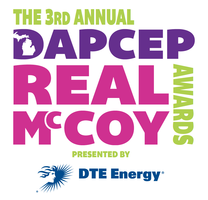 THE 3RD ANNUAL
DAPCEP
REAL
McCOY
AWARDS
PRESENTED BY
DTE Energy®